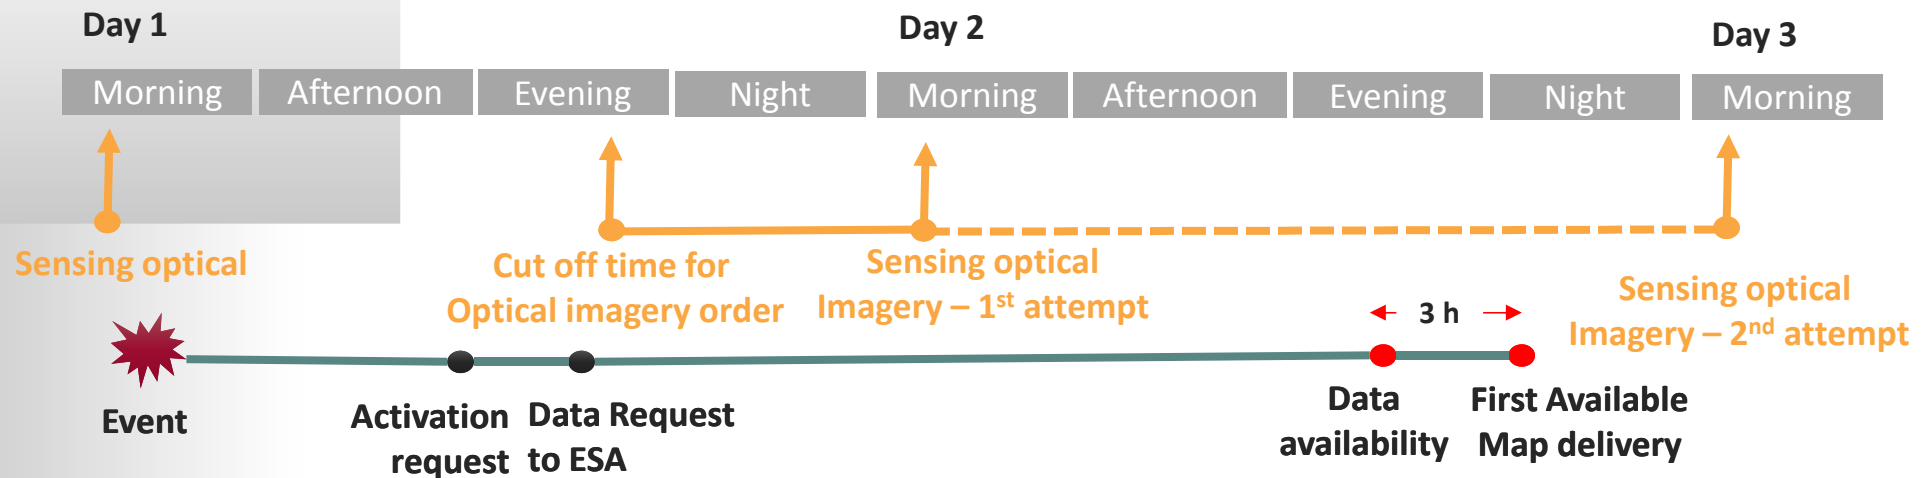 Day 1
Day 2
Day 3
Morning
Afternoon
Evening
Night
Morning
Afternoon
Evening
Night
Morning
Sensing optical
Cut off time for
Optical imagery order
Sensing optical
Imagery – 1st attempt
Sensing optical
Imagery – 2nd attempt
3 h
Event
Activation
request
Data Request
to ESA
Data
availability
First Available
Map delivery